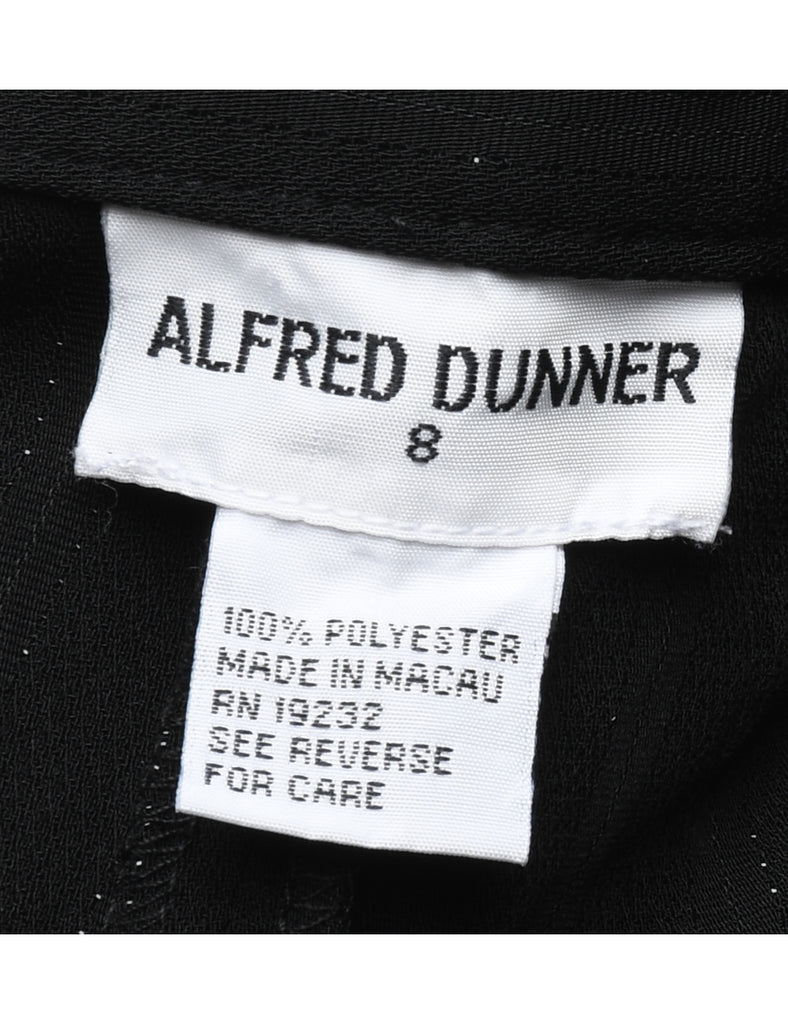 ALFRED DUNNER
8
100% POLYESTER
MADE IN MACAU
RN 19232
SEE REVERSE
FOR CARE